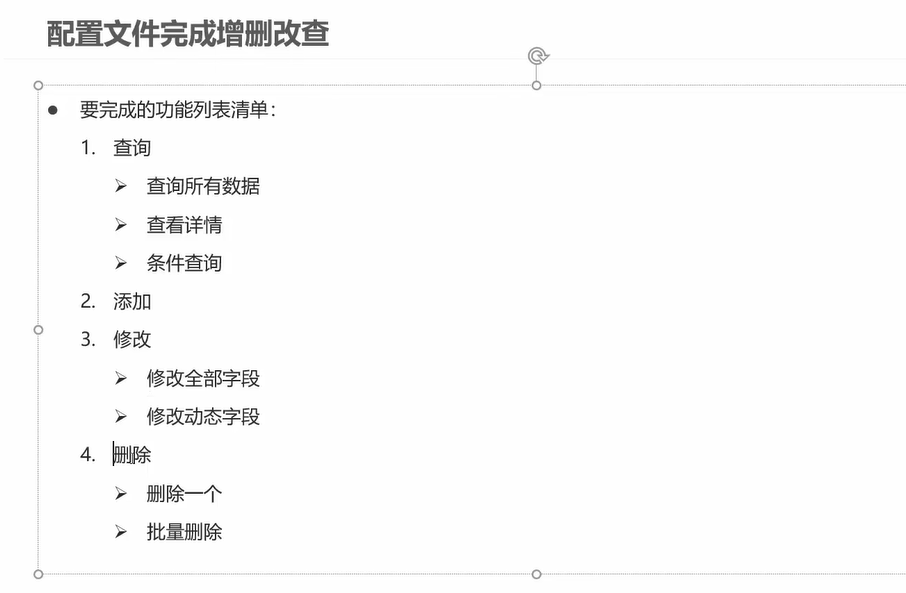 配置文件完成增删改查
● 要完成的功能列表清单：
1. 查询
➢ 查询所有数据
➢ 查看详情
➢ 条件查询
2. 添加
3. 修改
➢ 修改全部字段
➢ 修改动态字段
4. 删除
➢ 删除一个
➢ 批量删除